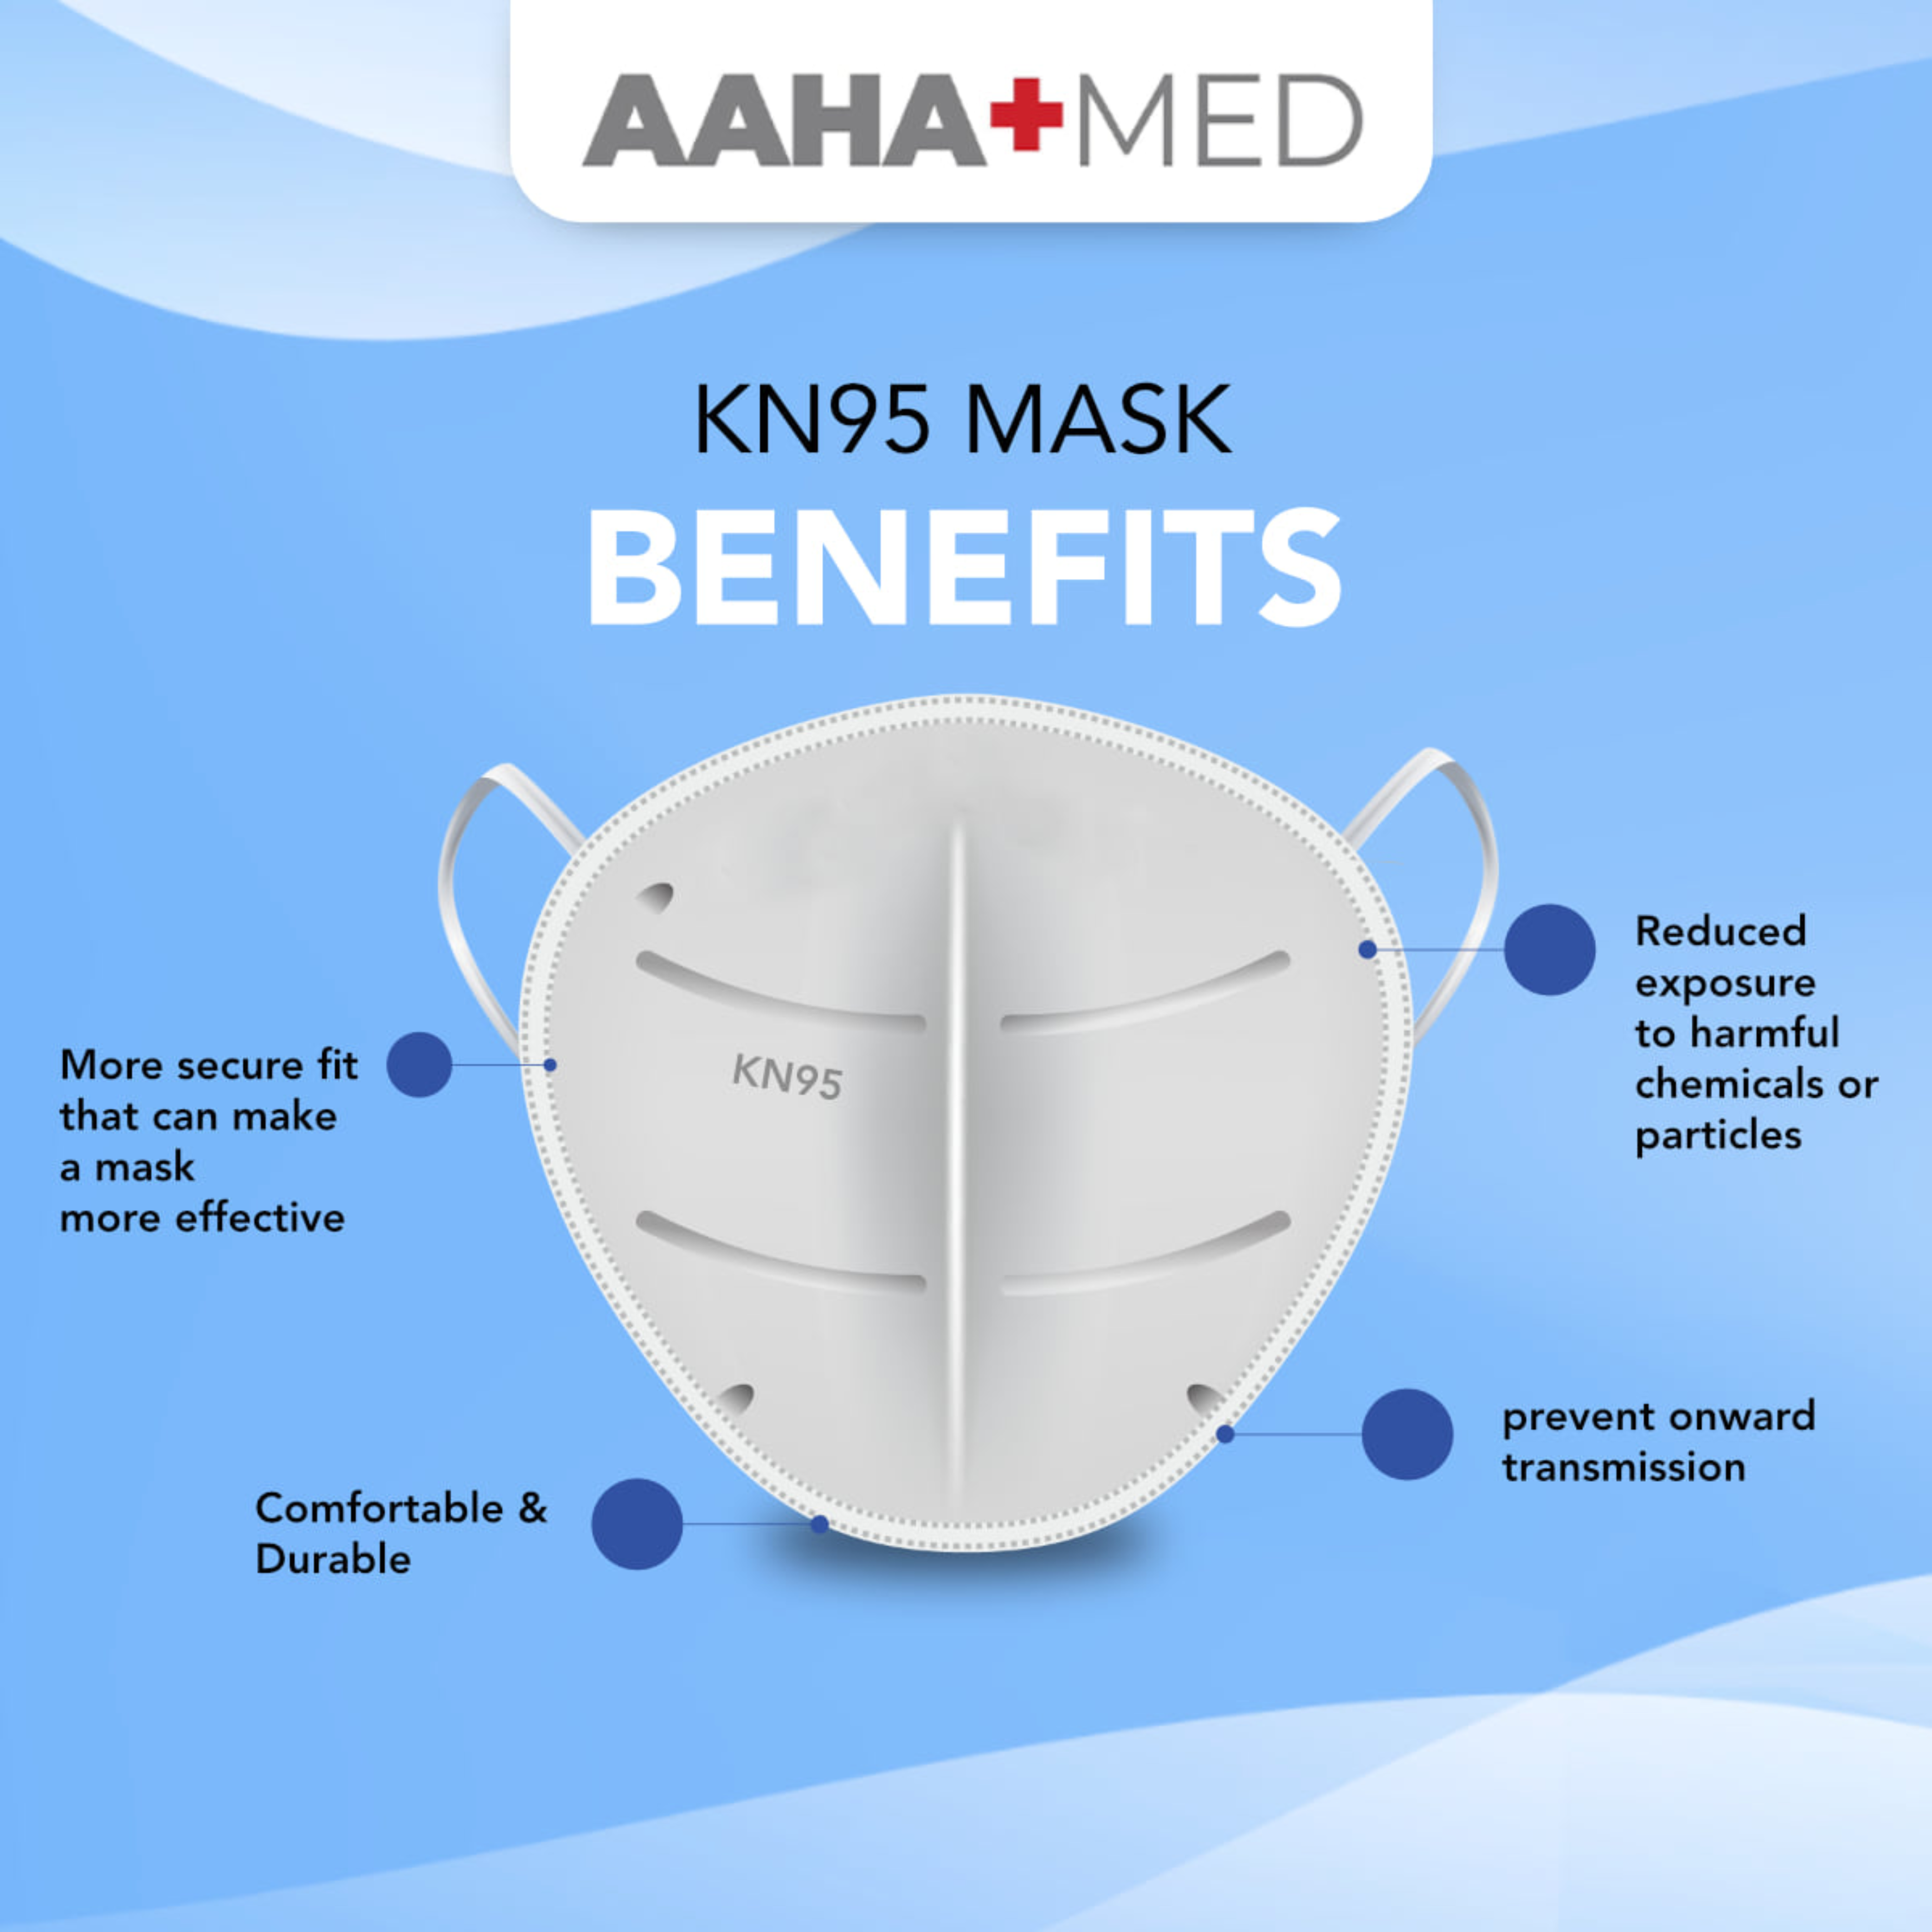 AAHA+MED
KN95 MASK
BENEFITS
KN95
More secure fit
that can make
a mask
more effective
Reduced
exposure
to harmful
chemicals or
particles
Comfortable &
Durable
prevent onward
transmission